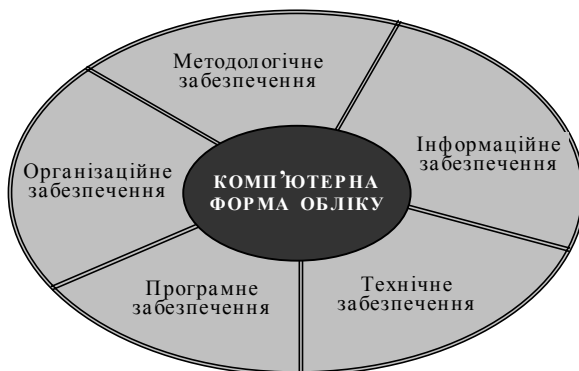 Методологічне
забезпечення
Інформаційне
забезпечення
Організаційне
забезпечення
КОМП’ЮТЕРНА
ФОРМА ОБЛІКУ
Програмне
забезпечення
Технічне
забезпечення